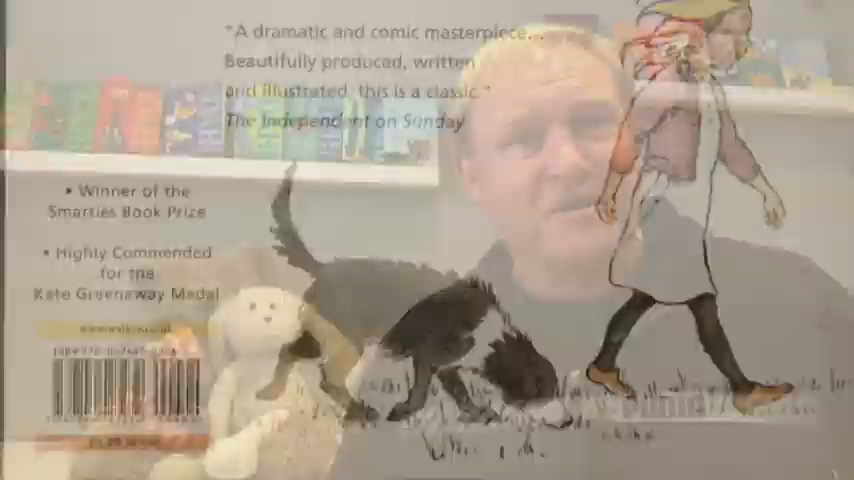 "A dramatic and comic masterpiece...
Beautifully produced, written
and illustrated, this is a classic."
The Independent on Sunday
• Winner of the
Smarties Book Prize
• Highly Commended
for the
Kate Greenaway Medal